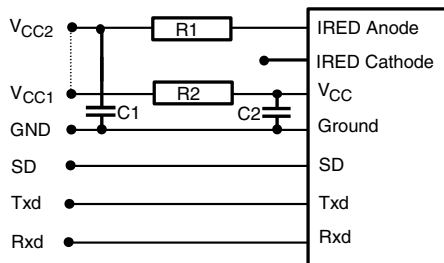 VCC2
R1
IRED Anode
IRED Cathode
VCC1
R2
VCC
C1
C2
GND
Ground
SD
SD
Txd
Txd
Rxd
Rxd